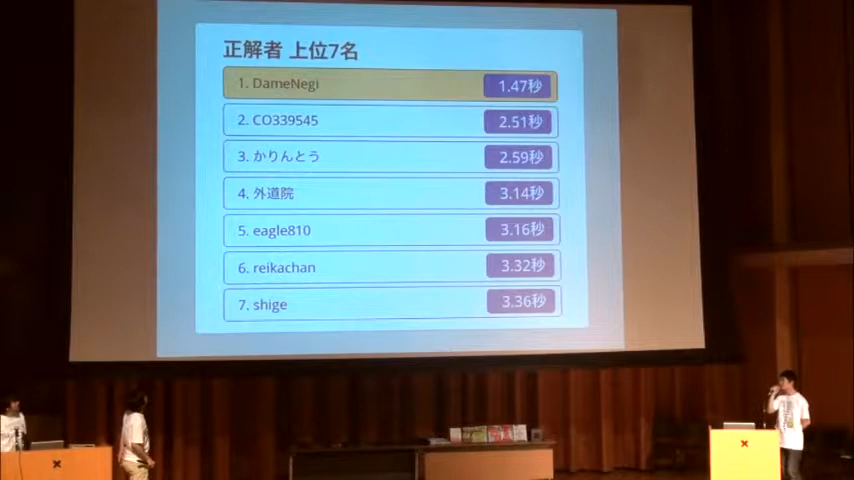 正解者 上位7名
1. DameNegi 1.47秒
2. CO339545 2.51秒
3. かりんとう 2.59秒
4. 外道院 3.14秒
5. eagle810 3.16秒
6. reikachan 3.32秒
7. shige 3.36秒